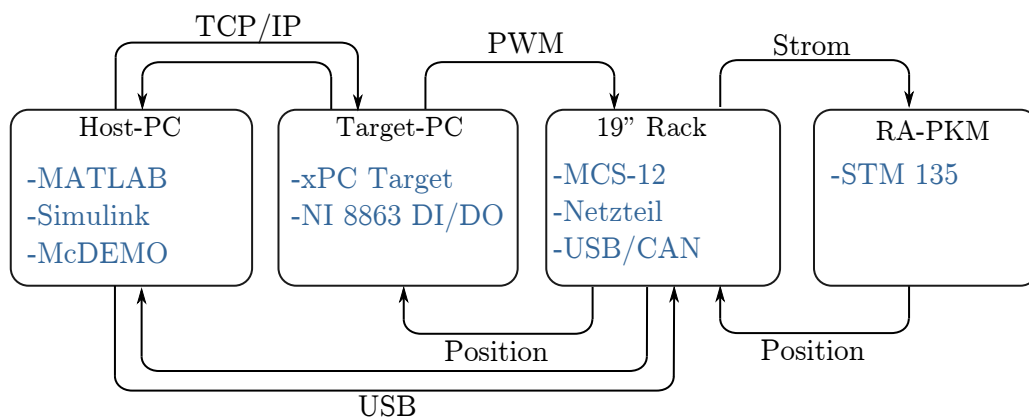 TCP/IP
PWM
Strom
Host-PC
-MATLAB
-Simulink
-McDEMO
Target-PC
-xPC Target
-NI 8863 DI/DO
19” Rack
-MCS-12
-Netzteil
-USB/CAN
RA-PKM
-STM 135
Position
Position
USB